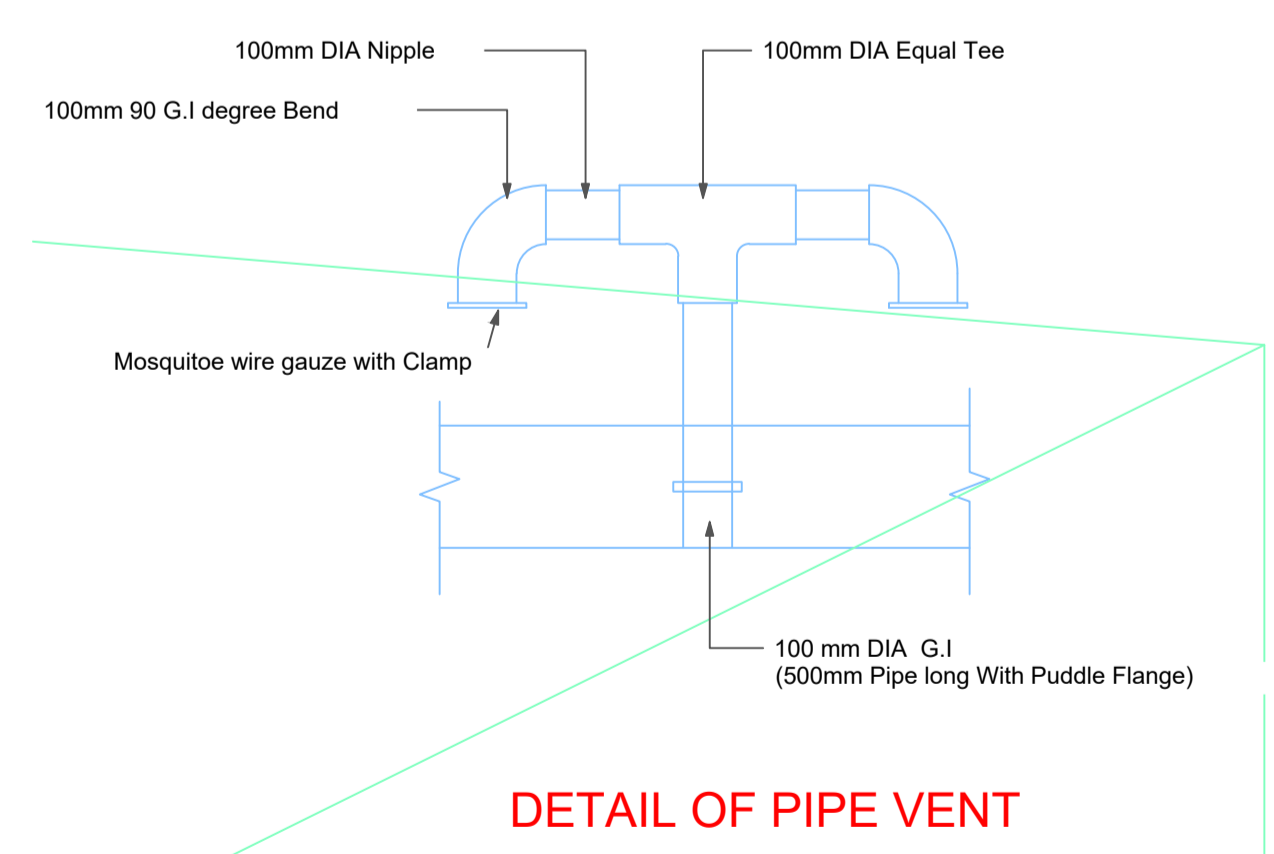 100mm DIA Nipple
100mm DIA Equal Tee
100mm 90 G.I degree Bend
Mosquitoe wire gauze with Clamp
100 mm DIA G.I
(500mm Pipe long With Puddle Flange)
DETAIL OF PIPE VENT